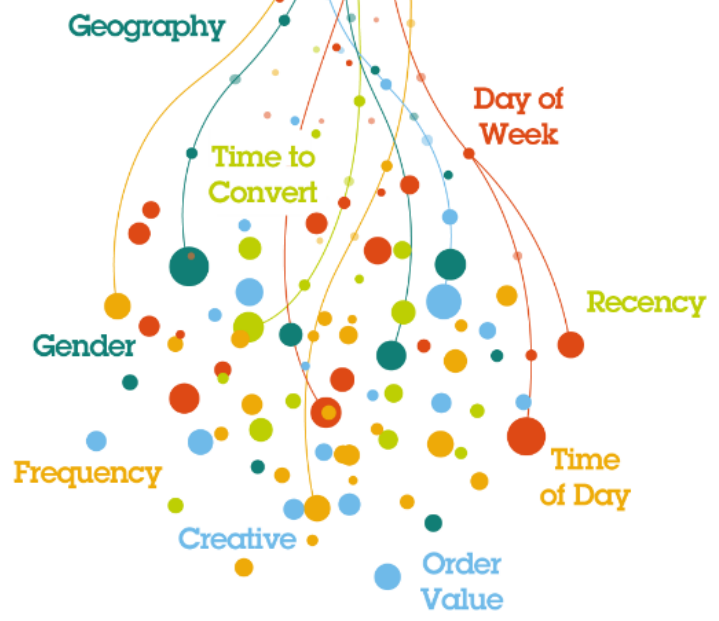 Geography
Day of
Week
Time to
Convert
Recency
Gender
Frequency
Time
of Day
Creative
Order
Value